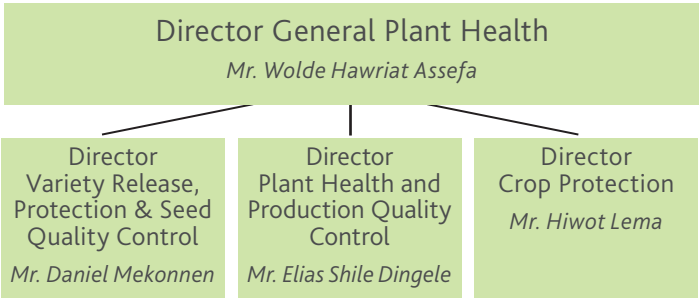 Director General Plant Health
Mr. Wolde Hawriat Assefa
Director
Variety Release,
Protection & Seed
Quality Control
Mr. Daniel Mekonnen
Director
Plant Health and
Production Quality
Control
Mr. Elias Shile Dingele
Director
Crop Protection
Mr. Hiwot Lema